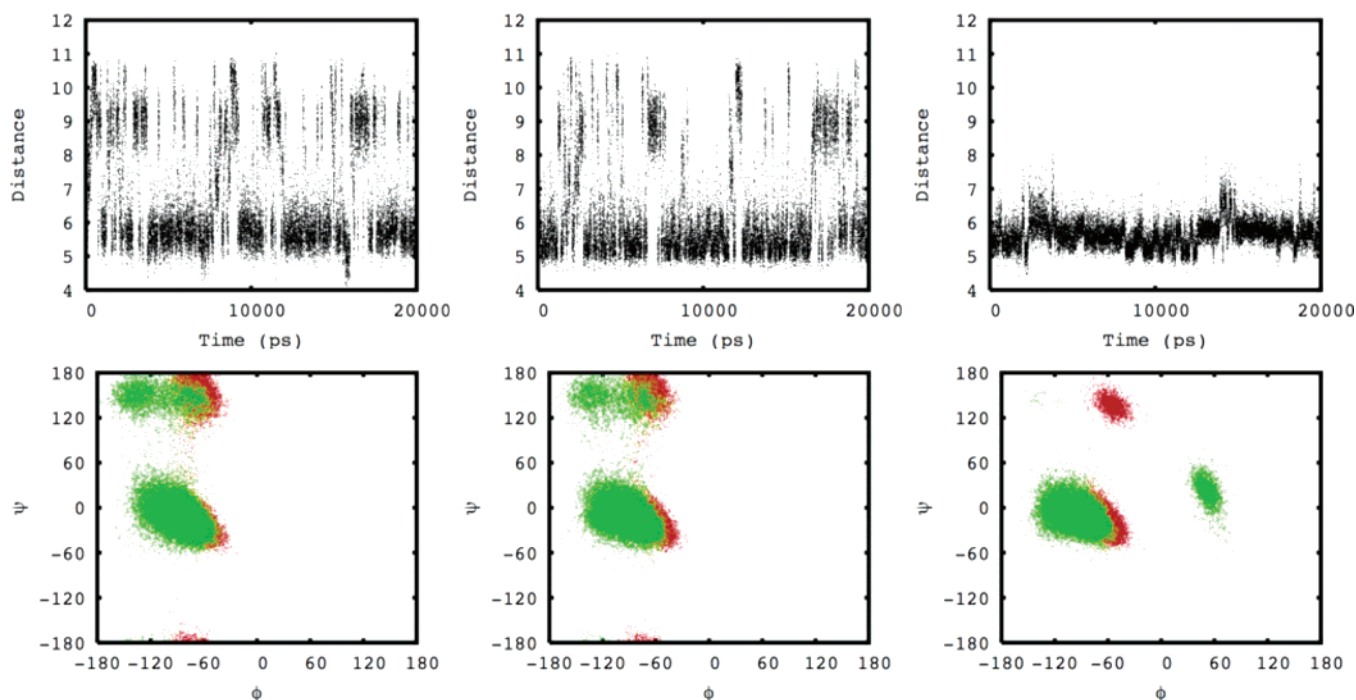 12 12 12
11 11 11
10 10 10
9 9 9
8 8 8
7 7 7
6 6 6
5 5 5
4 4 4
Distance Distance Distance
0 10000 20000 0 10000 20000 0 10000 20000
Time (ps) Time (ps) Time (ps)
180 180 180
120 120 120
60 60 60
0 0 0
-60 -60 -60
-120 -120 -120
-180 -180 -180
ψ ψ ψ
-180 -120 -60 0 60 120 180 -180 -120 -60 0 60 120 180 -180 -120 -60 0 60 120 180
ϕ ϕ ϕ